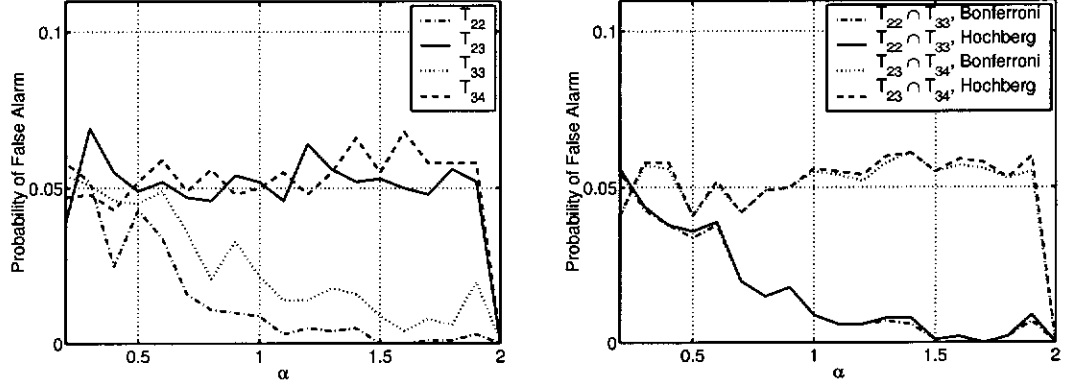 0.1
0.05
0
0.5
1
1.5
2
α
Probability of False Alarm
T22
T23
T33
T34
0.1
0.05
0
0.5
1
1.5
2
α
Probability of False Alarm
T22 ∩ T33, Bonferroni
T22 ∩ T33, Hochberg
T23 ∩ T34, Bonferroni
T23 ∩ T34, Hochberg